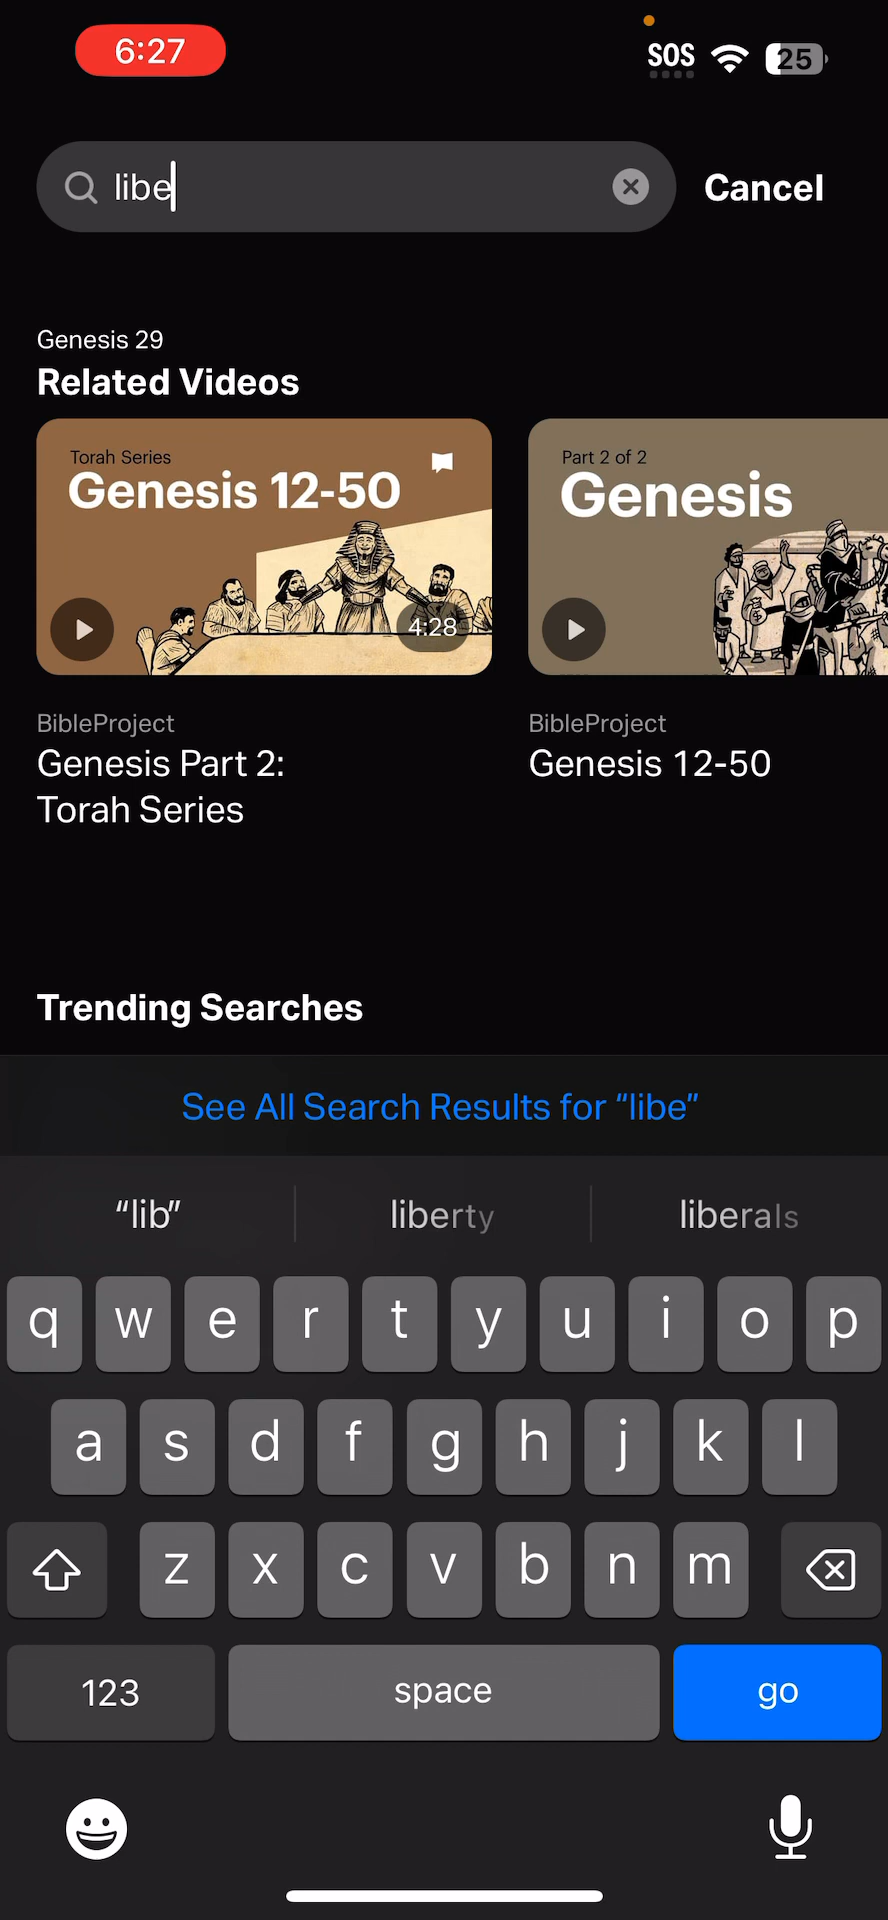 6:27
SOS
25
libe
Cancel
Genesis 29
Related Videos
Torah Series
Genesis 12-50
4:28
Part 2 of 2
Genesis
BibleProject
Genesis Part 2:
Torah Series
BibleProject
Genesis 12-50
Trending Searches
See All Search Results for “libe”
“lib”
liberty
liberals
q w e r t y u i o p
a s d f g h j k l
z x c v b n m
123
space
go